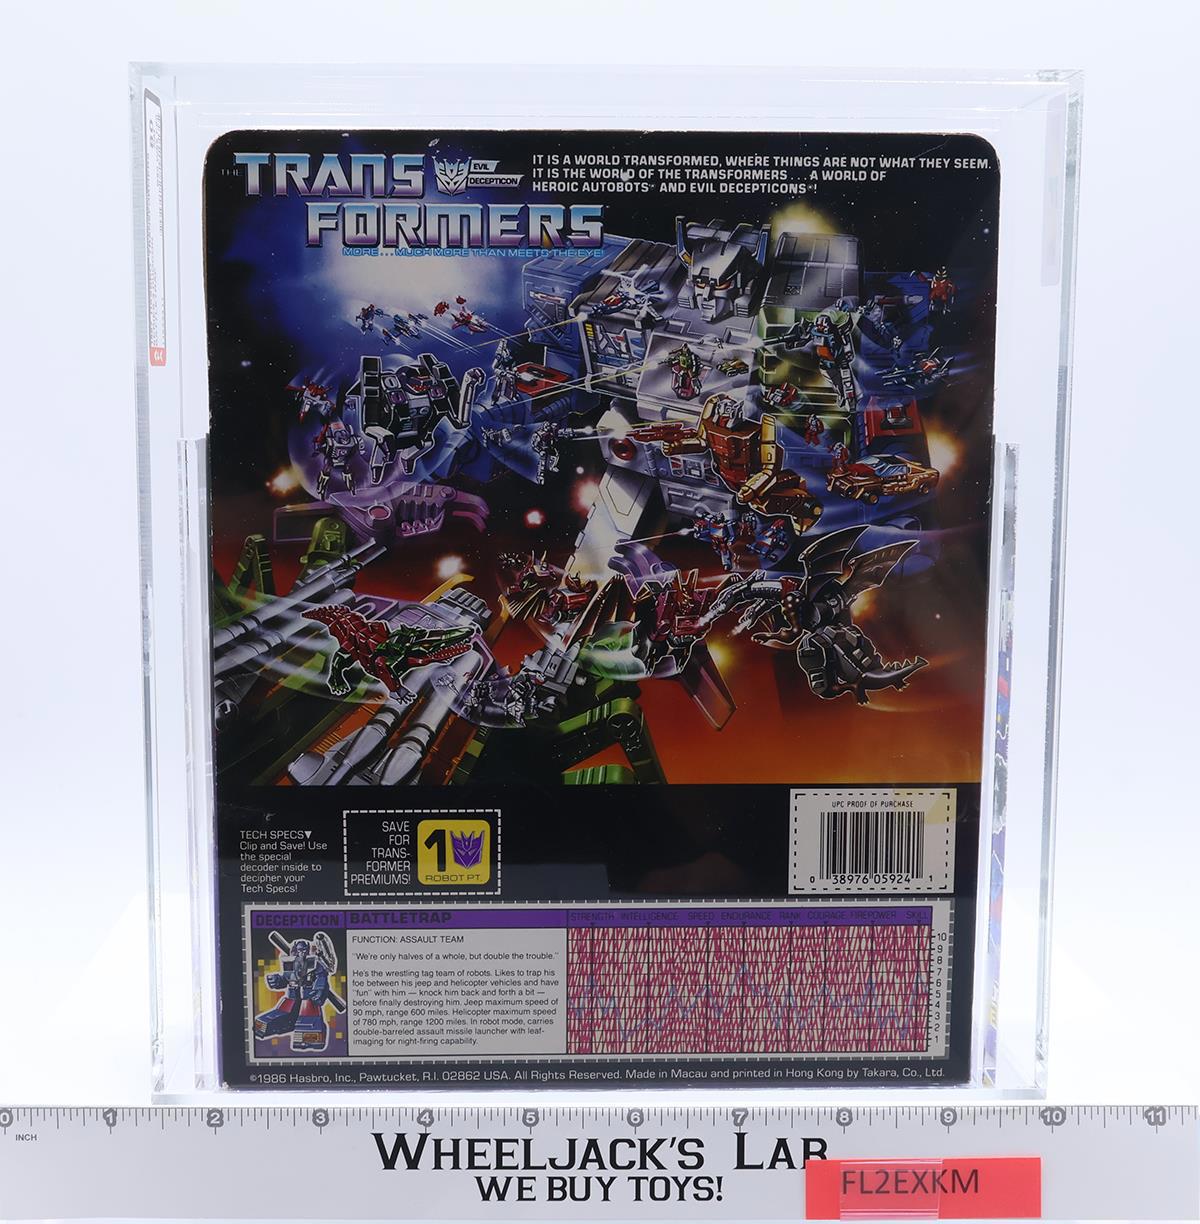 THE TRANS
FORMERS
EVIL
DECEPTICON
MORE... MUCH MORE THAN MEETS THE EYE!
IT IS A WORLD TRANSFORMED, WHERE THINGS ARE NOT WHAT THEY SEEM.
IT IS THE WORLD OF THE TRANSFORMERS... A WORLD OF
HEROIC AUTOBOTS AND EVIL DECEPTICONS!
TECH SPECS▼
Clip and Save! Use
the special
decoder inside to
decipher your
Tech Specs!
SAVE
FOR
TRANS-
FORMER
PREMIUMS!
1
ROBOT PT.
UPC PROOF OF PURCHASE
0 38976 05924 1
DECEPTICON BATTLETRAP
FUNCTION: ASSAULT TEAM
"We're only halves of a whole, but double the trouble."
He's the wrestling tag team of robots. Likes to trap his
foe between his jeep and helicopter vehicles and have
"fun" with him — knock him back and forth a bit —
before finally destroying him. Jeep maximum speed of
90 mph, range 600 miles. Helicopter maximum speed
of 780 mph, range 1200 miles. In robot mode, carries
double-barreled assault missile launcher with leaf-
imaging for night-firing capability.
STRENGTH INTELLIGENCE SPEED ENDURANCE RANK COURAGE FIREPOWER SKILL
10
9
8
7
6
5
4
3
2
1
©1986 Hasbro, Inc., Pawtucket, R.I. 02862 USA. All Rights Reserved. Made in Macau and printed in Hong Kong by Takara, Co., Ltd.
0 1 2 3 4 5 6 7 8 9 10 11
INCH
WHEELJACK'S LAB
WE BUY TOYS!
FL2EXKM